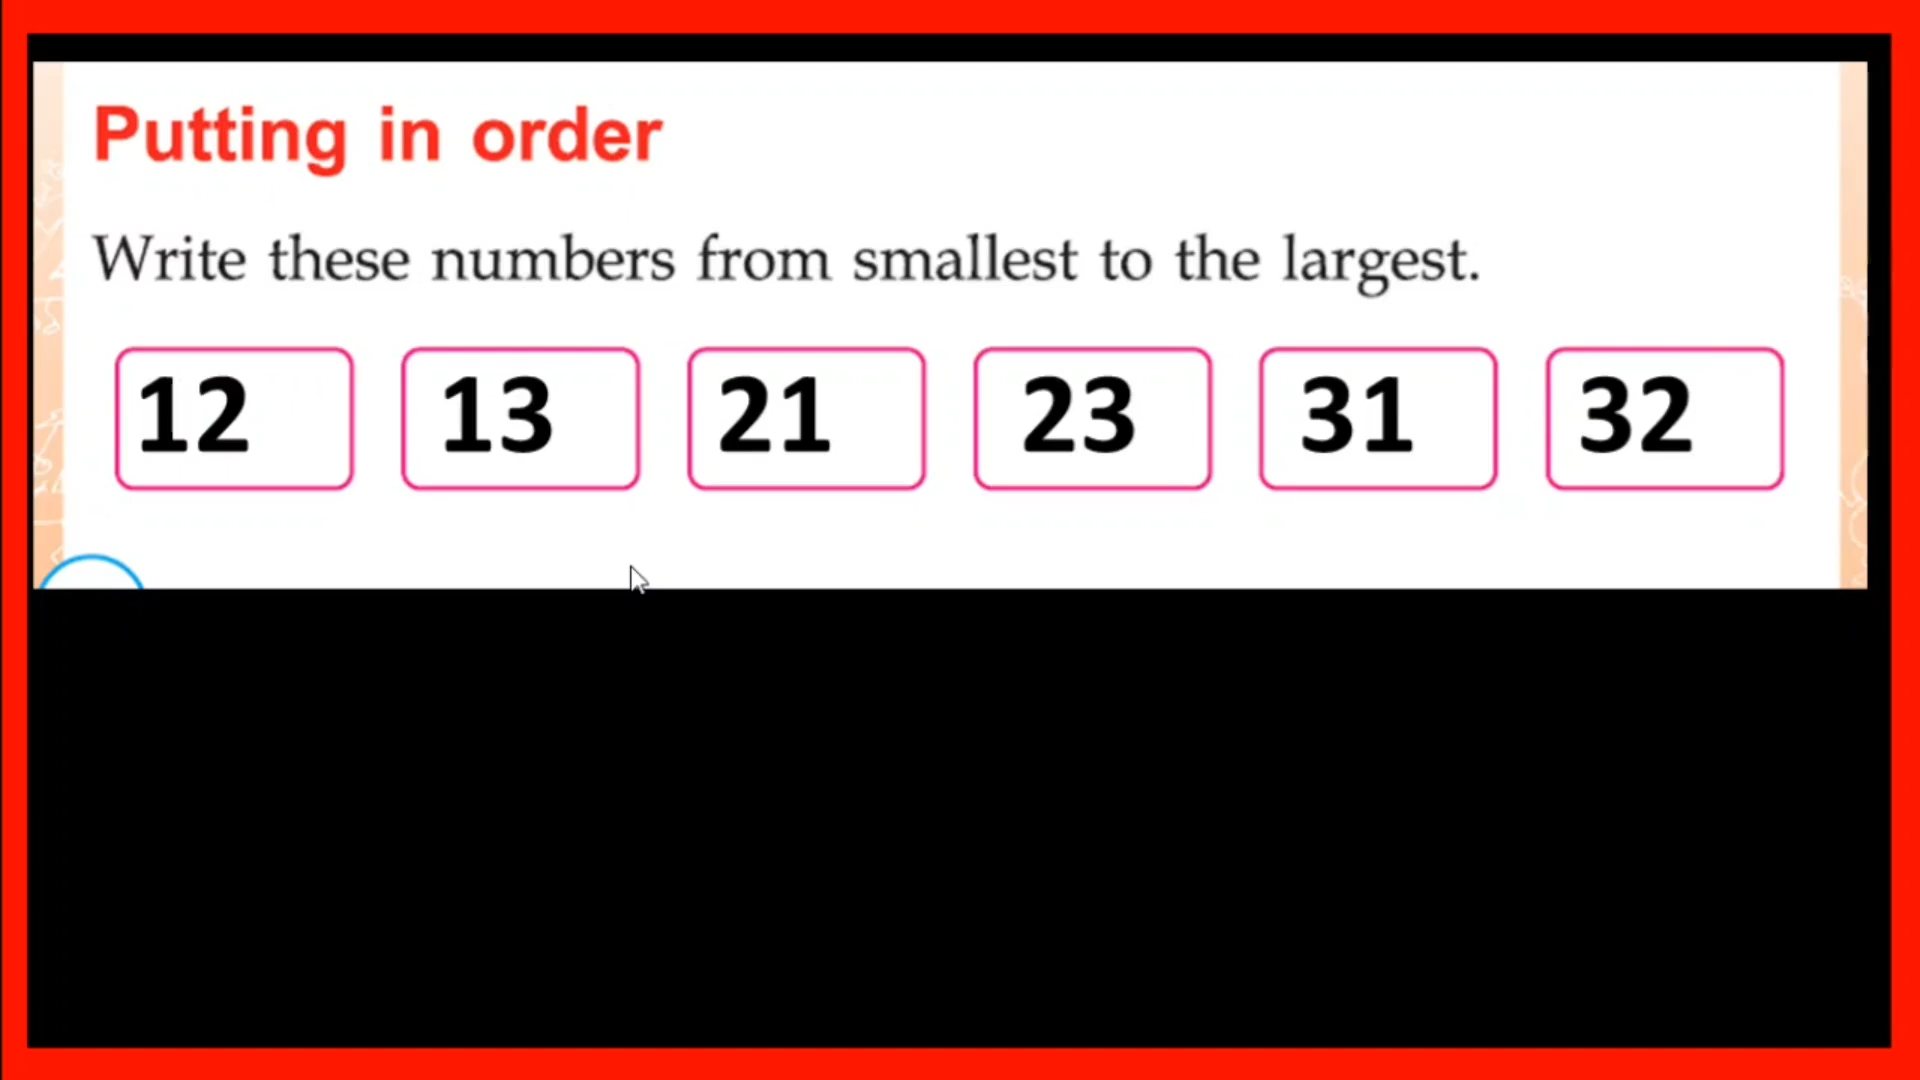 Putting in order
Write these numbers from smallest to the largest.
12 13 21 23 31 32